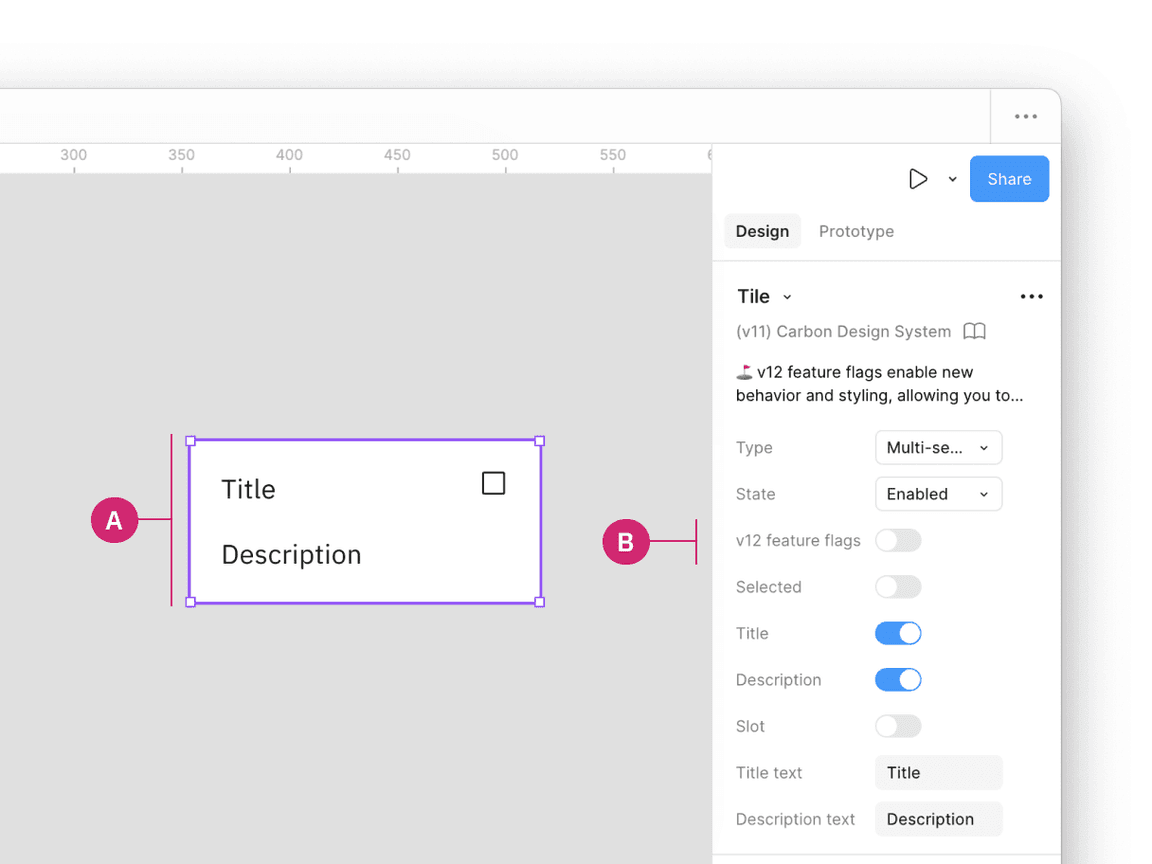 300 350 400 450 500 550
Share
Design Prototype
Tile
(v11) Carbon Design System
v12 feature flags enable new
behavior and styling, allowing you to...
Type Multi-se...
State Enabled
v12 feature flags
Selected
Title
Description
Slot
Title text Title
Description text Description
A
Title
Description
B